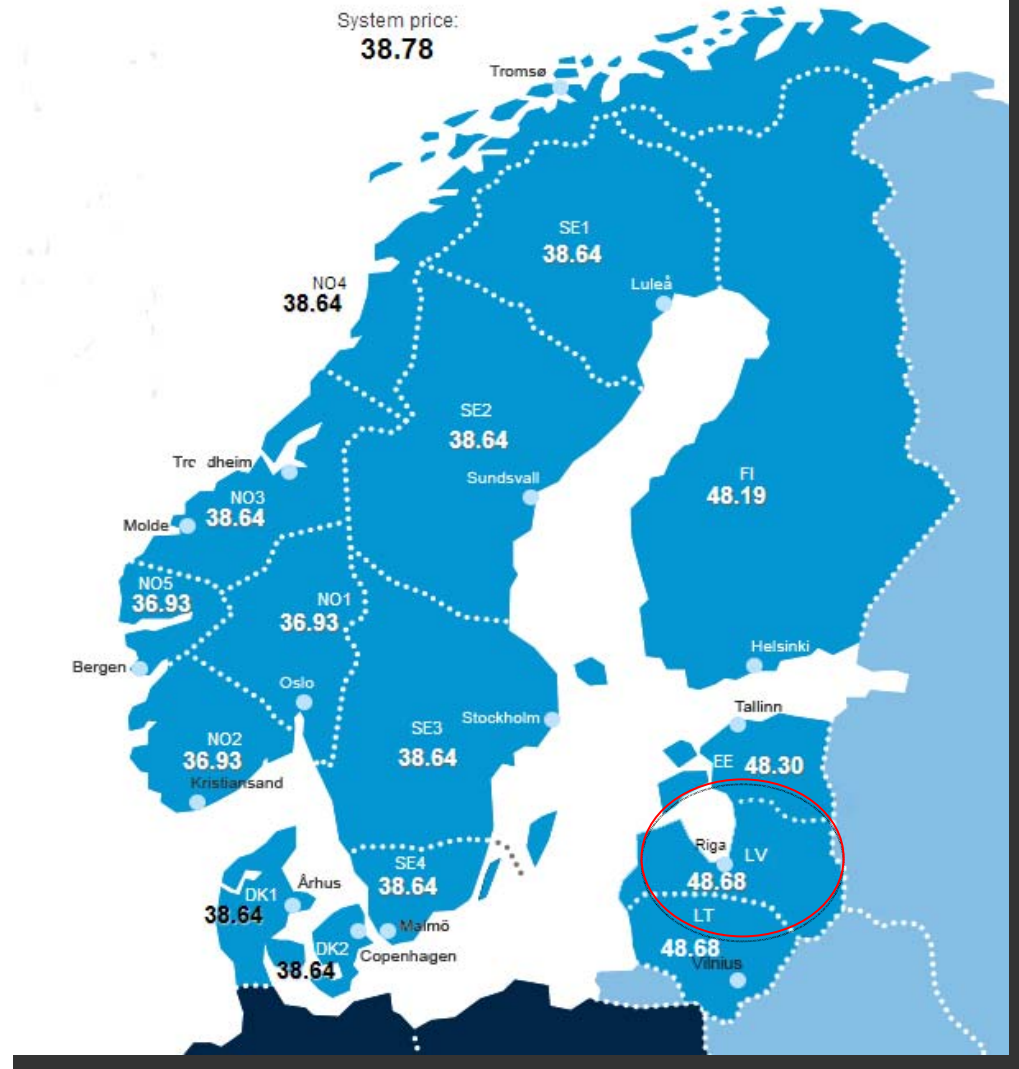 System price:
38.78
Tromsø
SE1
38.64
NO4
38.64
Luleå
SE2
38.64
Sundsvall
FI
48.19
Tr dheim
NO3
38.64
Molde
NO5
36.93
NO1
36.93
Bergen
Helsinki
Oslo
Stockholm
Tallinn
NO2
36.93
Kristiansand
SE3
38.64
EE 48.30
Riga
LV
48.68
SE4
38.64
Århus
DK1
38.64
LT
48.68
Vilnius
Malmö
DK2
38.64
Copenhagen